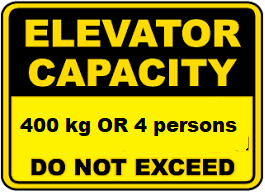 ELEVATOR
CAPACITY
400 kg OR 4 persons
DO NOT EXCEED